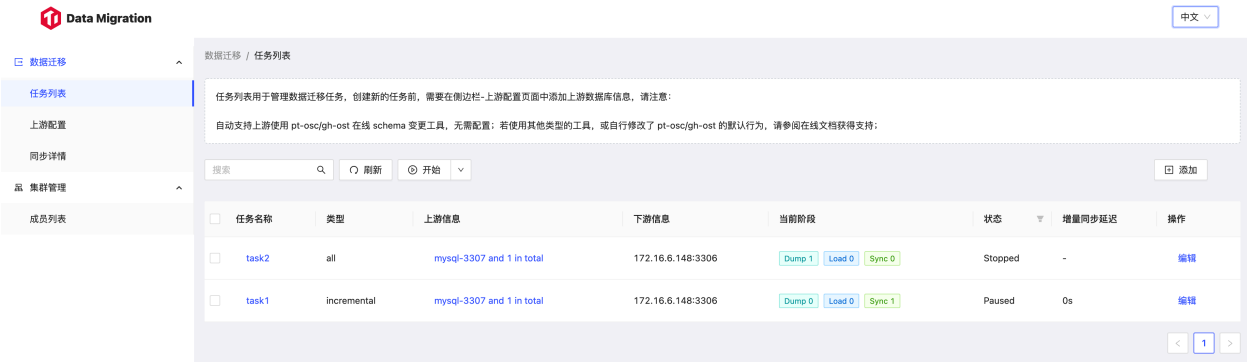 Data Migration
中文
数据迁移
任务列表
上游配置
同步详情
集群管理
成员列表
数据迁移 / 任务列表
任务列表用于管理数据迁移任务，创建新的任务前，需要在侧边栏-上游配置页面中添加上游数据库信息，请注意：
自动支持上游使用 pt-osc/gh-ost 在线 schema 变更工具，无需配置；若使用其他类型的工具，或自行修改了 pt-osc/gh-ost 的默认行为，请参阅在线文档获得支持；
搜索 刷新 开始 添加
任务名称 类型 上游信息 下游信息 当前阶段 状态 增量同步延迟 操作
task2 all mysql-3307 and 1 in total 172.16.6.148:3306 Dump 1 Load 0 Sync 0 Stopped - 编辑
task1 incremental mysql-3307 and 1 in total 172.16.6.148:3306 Dump 0 Load 0 Sync 1 Paused 0s 编辑
< 1 >